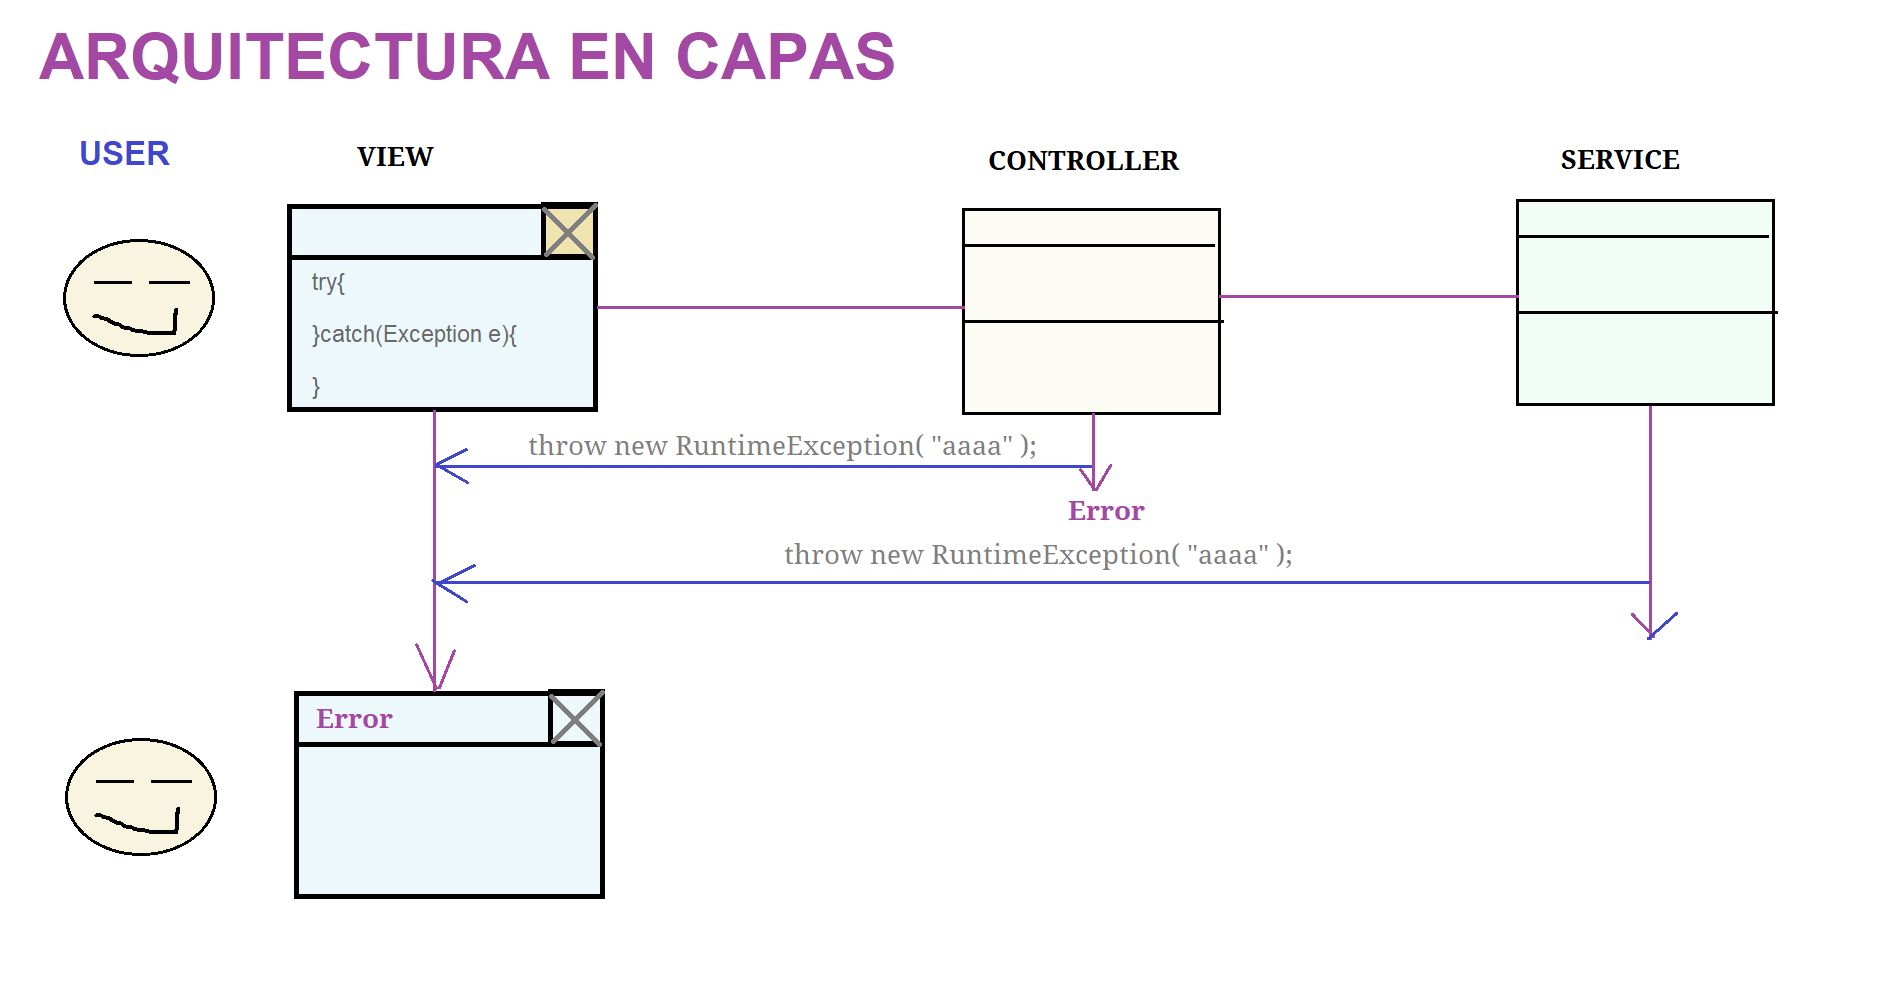 ARQUITECTURA EN CAPAS
USER
VIEW
CONTROLLER
SERVICE
try{
}catch(Exception e){
}
throw new RuntimeException( "aaaa" );
Error
throw new RuntimeException( "aaaa" );
Error